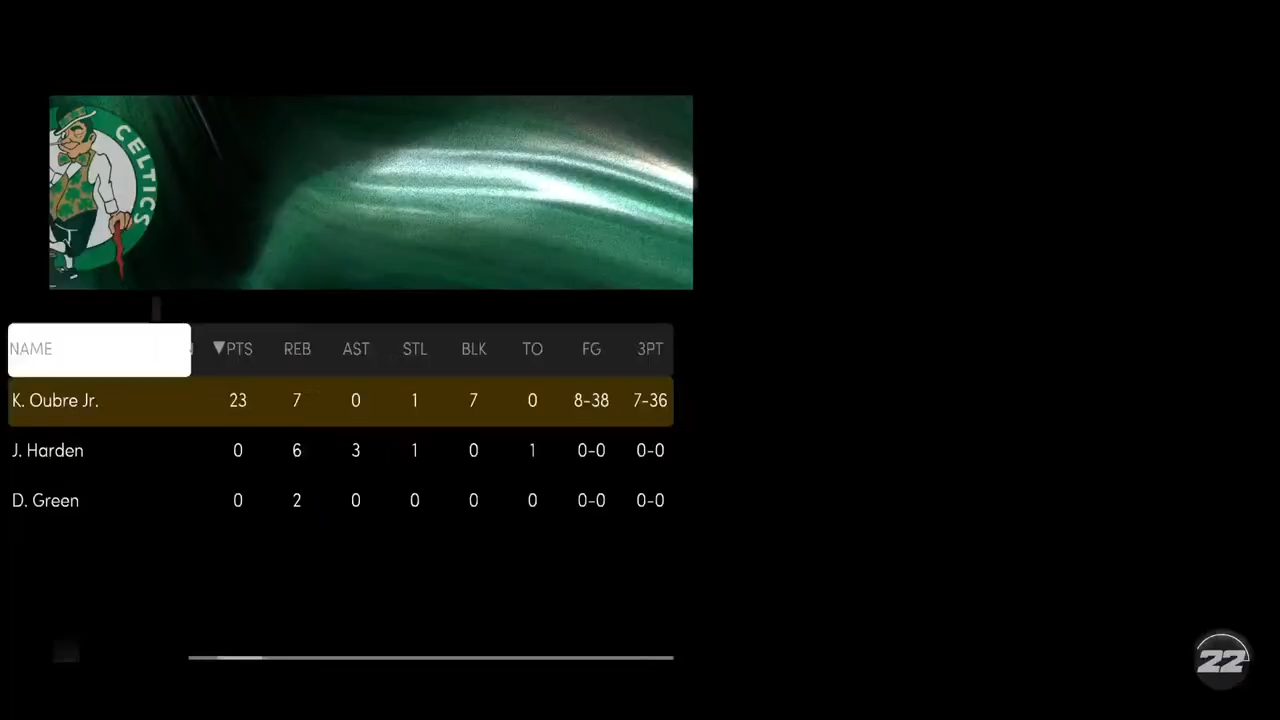 CELTICS
NAME ▼PTS REB AST STL BLK TO FG 3PT
K. Oubre Jr. 23 7 0 1 7 0 8-38 7-36
J. Harden 0 6 3 1 0 1 0-0 0-0
D. Green 0 2 0 0 0 0 0-0 0-0
22